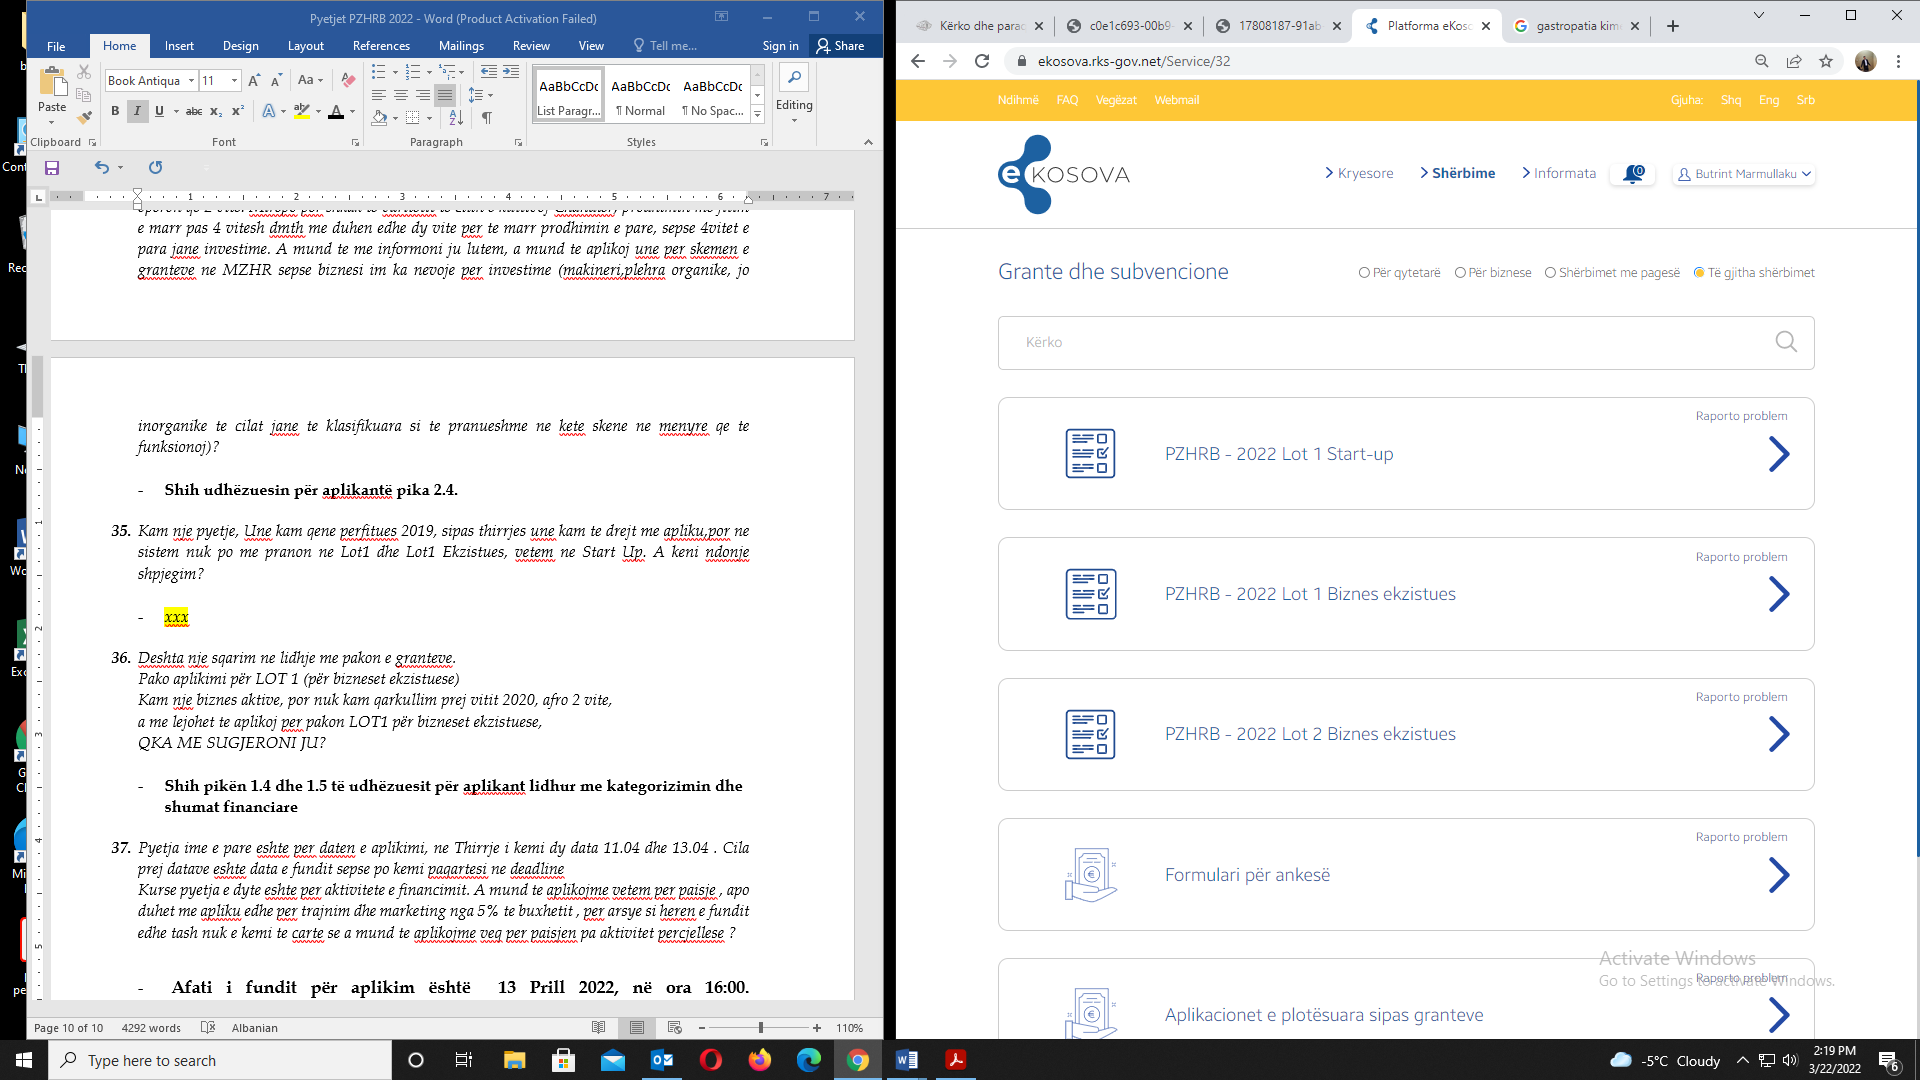 Pyetjet PZHRB 2022 - Word (Product Activation Failed)
File Home Insert Design Layout References Mailings Review View Tell me... Sign in Share
Paste
Book Antiqua 11
Aa
B I U abc X₂ X² A
AaBbCcDc AaBbCcDc AaBbCcDc
List Paragr... ¶ Normal ¶ No Spac...
Editing
Clipboard Font Paragraph Styles
1 2 3 4 5 6 7
e marr pas 4 vitesh dmth me duhen edhe dy vite per te marr prodhimin e pare, sepse 4vitet e
para jane investime. A mund te me informoni ju lutem, a mund te aplikoj une per skemen e
granteve ne MZHR sepse biznesi im ka nevoje per investime (makineri,plehra organike, jo
inorganike te cilat jane te klasifikuara si te pranueshme ne kete skene ne menyre qe te
funksionoj)?
- Shih udhëzuesin për aplikantë pika 2.4.
35. Kam nje pyetje, Une kam qene perfitues 2019, sipas thirrjes une kam te drejt me apliku,por ne
sistem nuk po me pranon ne Lot1 dhe Lot1 Ekzistues, vetem ne Start Up. A keni ndonje
shpjegim?
- xxx
36. Deshta nje sqarim ne lidhje me pakon e granteve.
Pako aplikimi për LOT 1 (për bizneset ekzistuese)
Kam nje biznes aktive, por nuk kam qarkullim prej vitit 2020, afro 2 vite,
a me lejohet te aplikoj per pakon LOT1 për bizneset ekzistuese,
QKA ME SUGJERONI JU?
- Shih pikën 1.4 dhe 1.5 të udhëzuesit për aplikant lidhur me kategorizimin dhe
shumat financiare
37. Pyetja ime e pare eshte per daten e aplikimi, ne Thirrje i kemi dy data 11.04 dhe 13.04 . Cila
prej datave eshte data e fundit sepse po kemi paqartesi ne deadline
Kurse pyetja e dyte eshte per aktivitete e financimit. A mund te aplikojme vetem per paisje , apo
duhet me apliku edhe per trajnim dhe marketing nga 5% te buxhetit , per arsye si heren e fundit
edhe tash nuk e kemi te carte se a mund te aplikojme veq per paisjen pa aktivitet percjellese ?
- Afati i fundit për aplikim është 13 Prill 2022, në ora 16:00.
Page 10 of 10 4292 words Albanian 110%
Kërko dhe paraq c0e1c693-00b9- 17808187-91ab Platforma eKoso gastropatia kim
ekosova.rks-gov.net/Service/32
Ndihmë FAQ Vegëzat Webmail Gjuha: Shq Eng Srb
eKOSOVA
Kryesore Shërbime Informata 0 Butrint Marmullaku
Grante dhe subvencione
Për qytetarë Për biznese Shërbimet me pagesë Të gjitha shërbimet
Kërko
Raporto problem
PZHRB - 2022 Lot 1 Start-up
Raporto problem
PZHRB - 2022 Lot 1 Biznes ekzistues
Raporto problem
PZHRB - 2022 Lot 2 Biznes ekzistues
Raporto problem
Formulari për ankesë
Raporto problem
Aplikacionet e plotësuara sipas granteve
Activate Windows
Go to Settings to activate Windows.
Type here to search
-5°C Cloudy
2:19 PM
3/22/2022
6